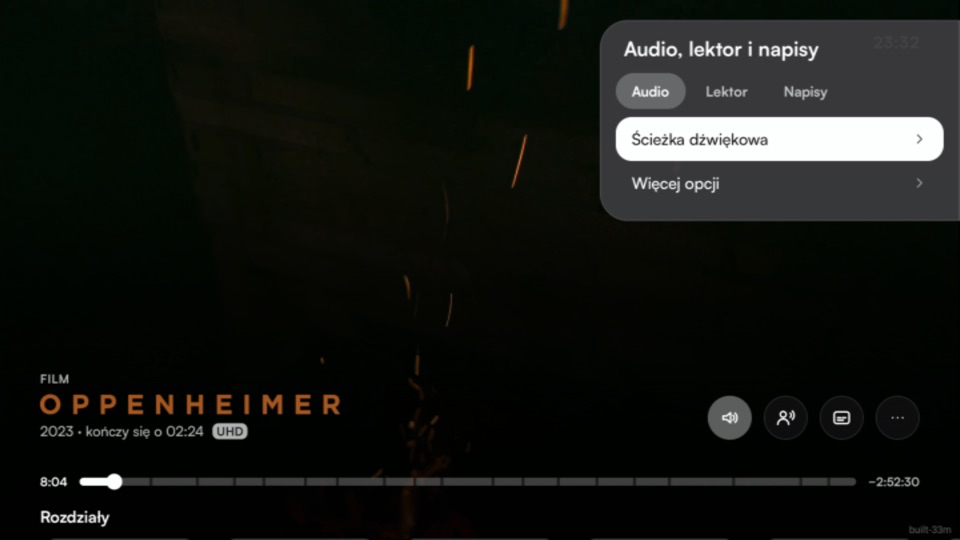 23:32
Audio, lektor i napisy
Audio Lektor Napisy
Ścieżka dźwiękowa
Więcej opcji
FILM
OPPENHEIMER
2023 • kończy się o 02:24 UHD
8:04 −2:52:30
Rozdziały
built-33m